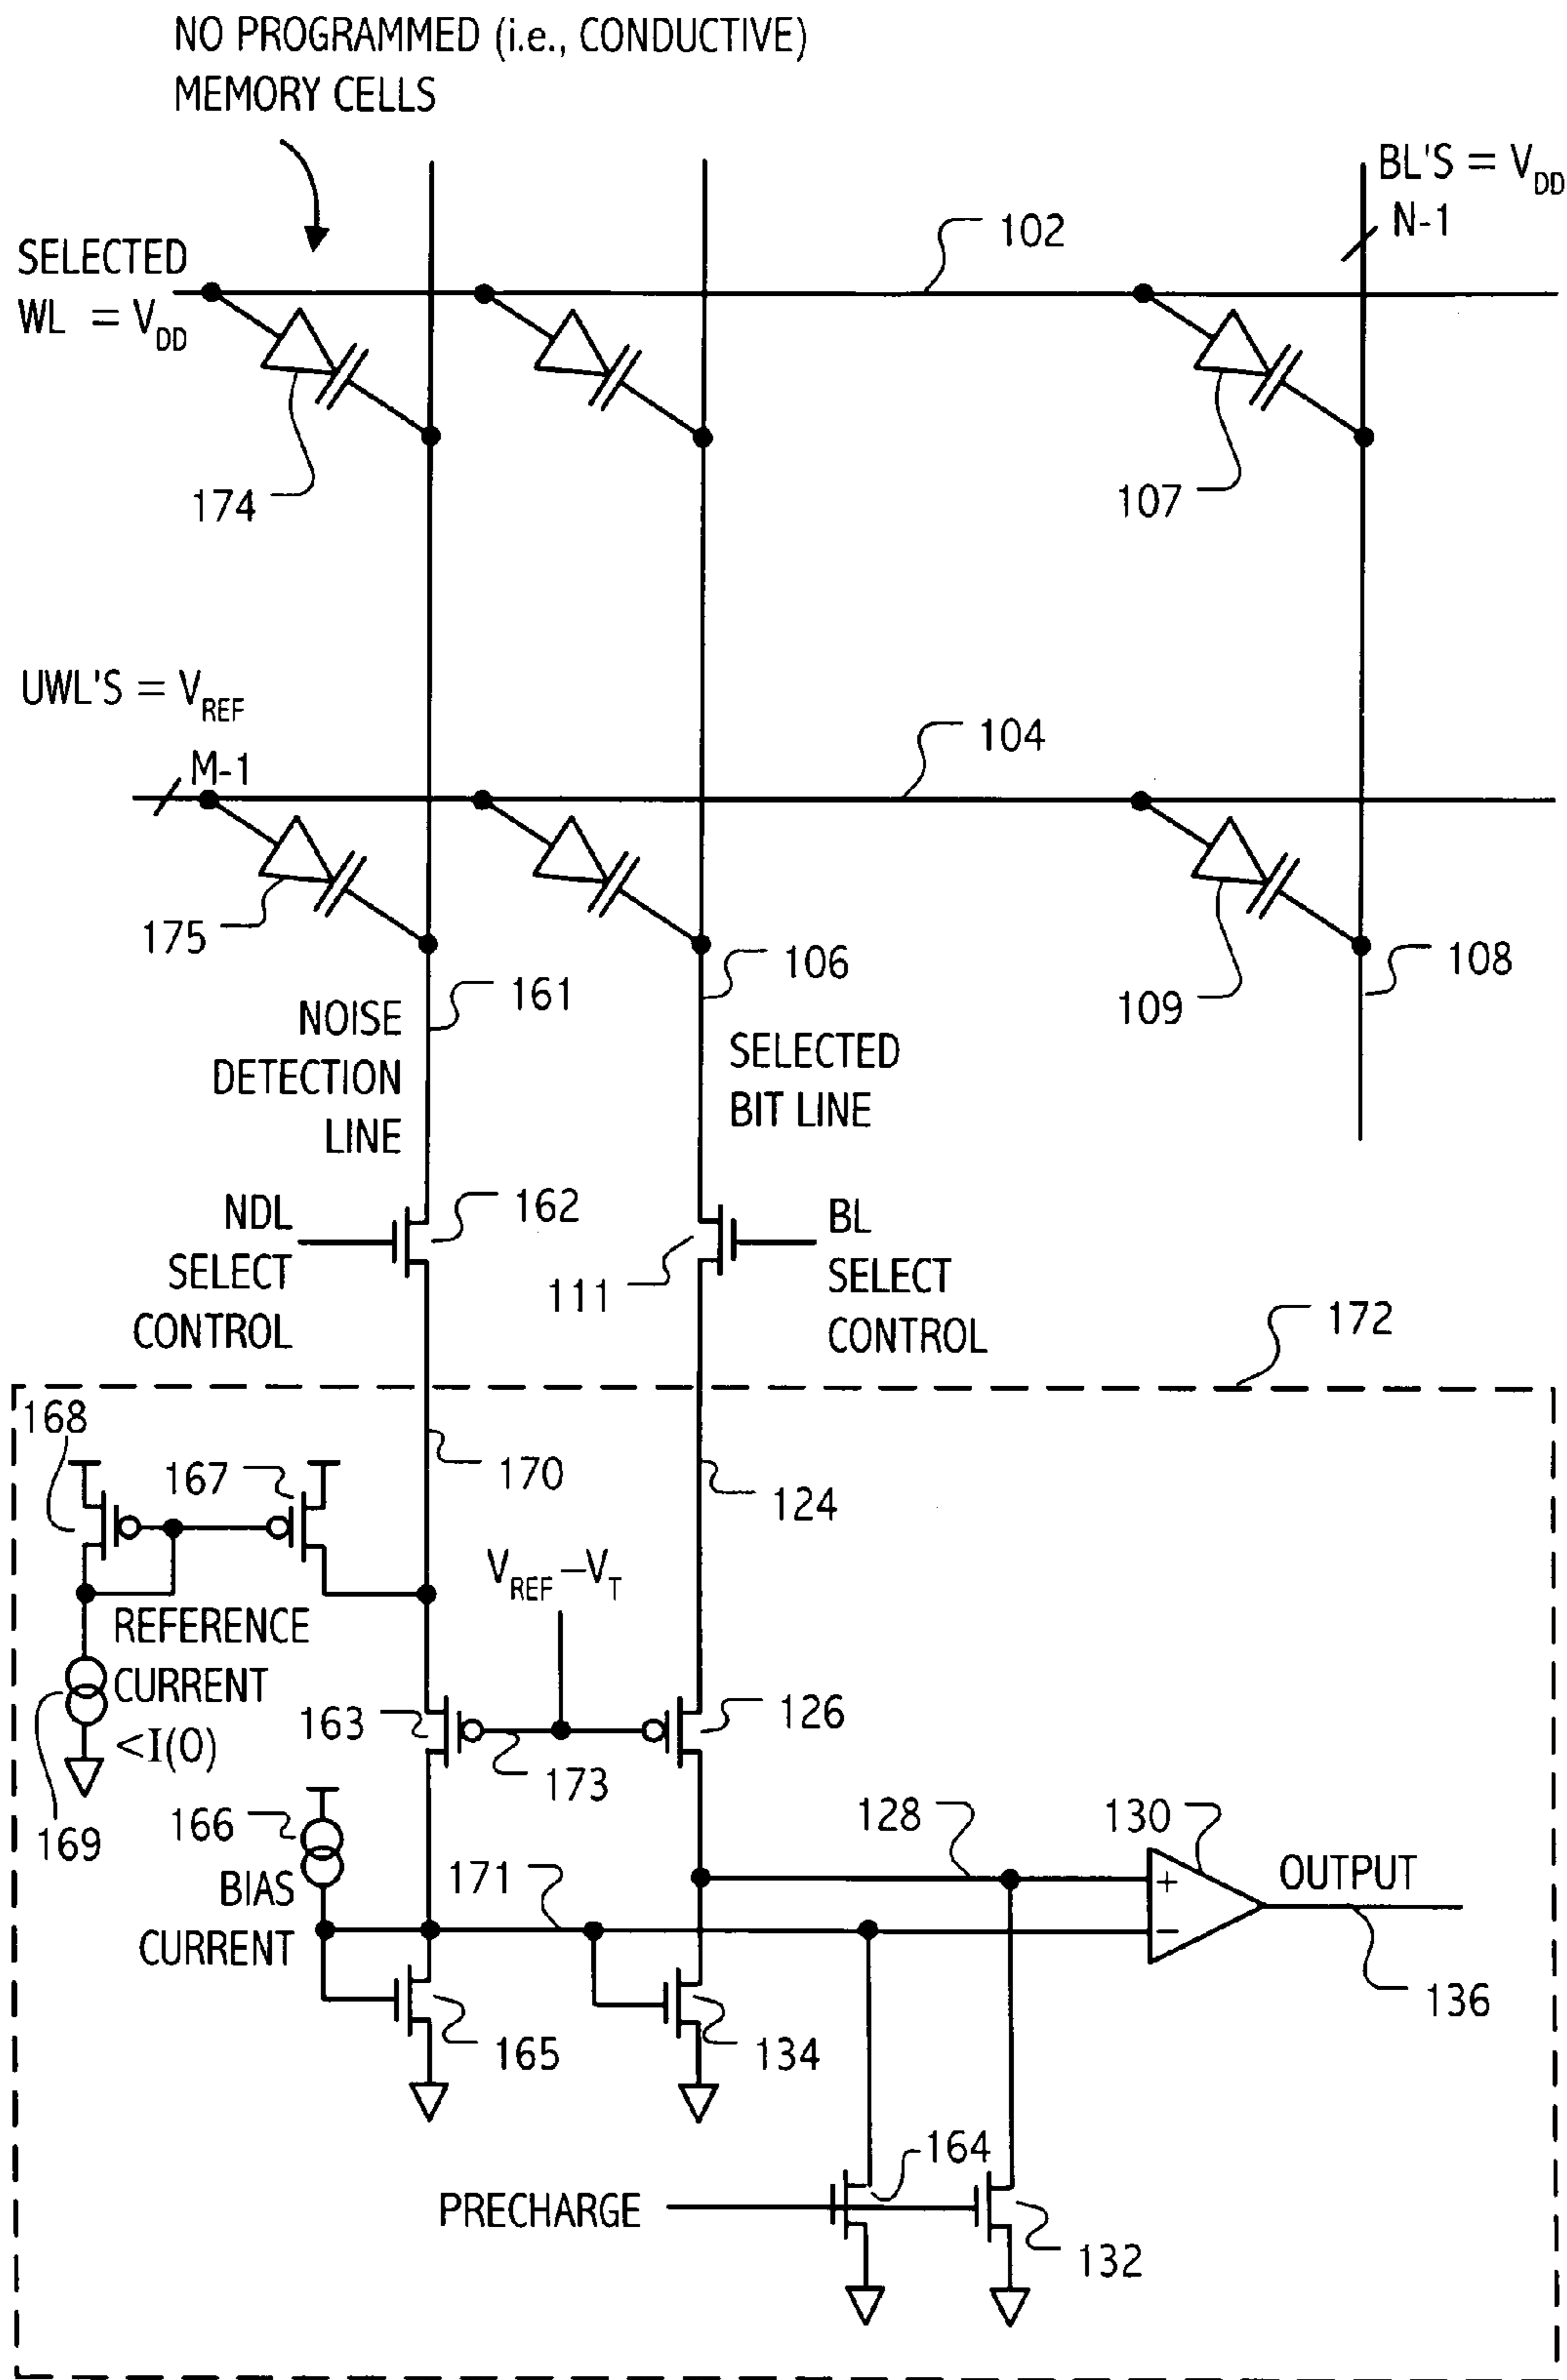 NO PROGRAMMED (i.e., CONDUCTIVE)
MEMORY CELLS
BL'S = VDD
N-1
102
SELECTED
WL = VDD
174
107
UWL'S = VREF
M-1
104
175
106
108
109
161
NOISE
DETECTION
LINE
SELECTED
BIT LINE
NDL
SELECT
CONTROL
162
111
BL
SELECT
CONTROL
172
168
167
170
124
VREF –VT
REFERENCE
CURRENT
<I(0)
169
163
173
126
166
BIAS
CURRENT
171
128
130
+
−
OUTPUT
136
165
134
164
PRECHARGE
132